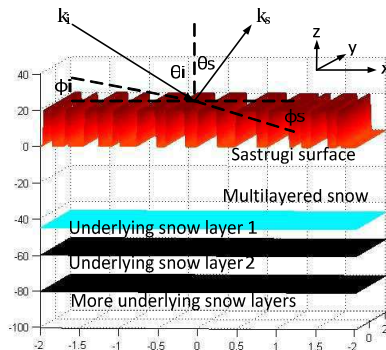 ki
ks
z
y
x
θi
θs
ϕi
ϕs
40
20
0
-20
-40
-60
-80
-100
Sastrugi surface
Multilayered snow
Underlying snow layer 1
Underlying snow layer2
More underlying snow layers
-2
-1.5
-1
-0.5
0
0.5
1
1.5
-2
0
2